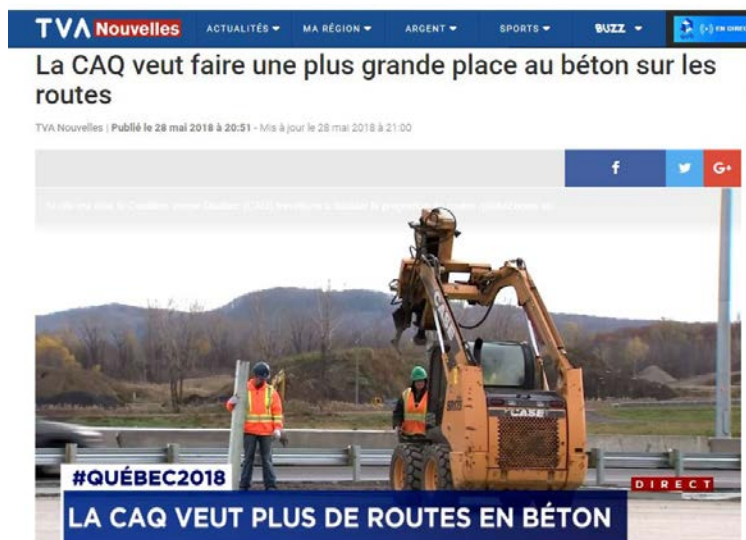 TVA Nouvelles
ACTUALITÉS MA RÉGION ARGENT SPORTS BUZZ EN DIREC
La CAQ veut faire une plus grande place au béton sur les
routes
TVA Nouvelles | Publié le 28 mai 2018 à 20:51 - Mis à jour le 28 mai 2018 à 21:00
f G+
CASE
CASE
#QUÉBEC2018
DIRECT
LA CAQ VEUT PLUS DE ROUTES EN BÉTON